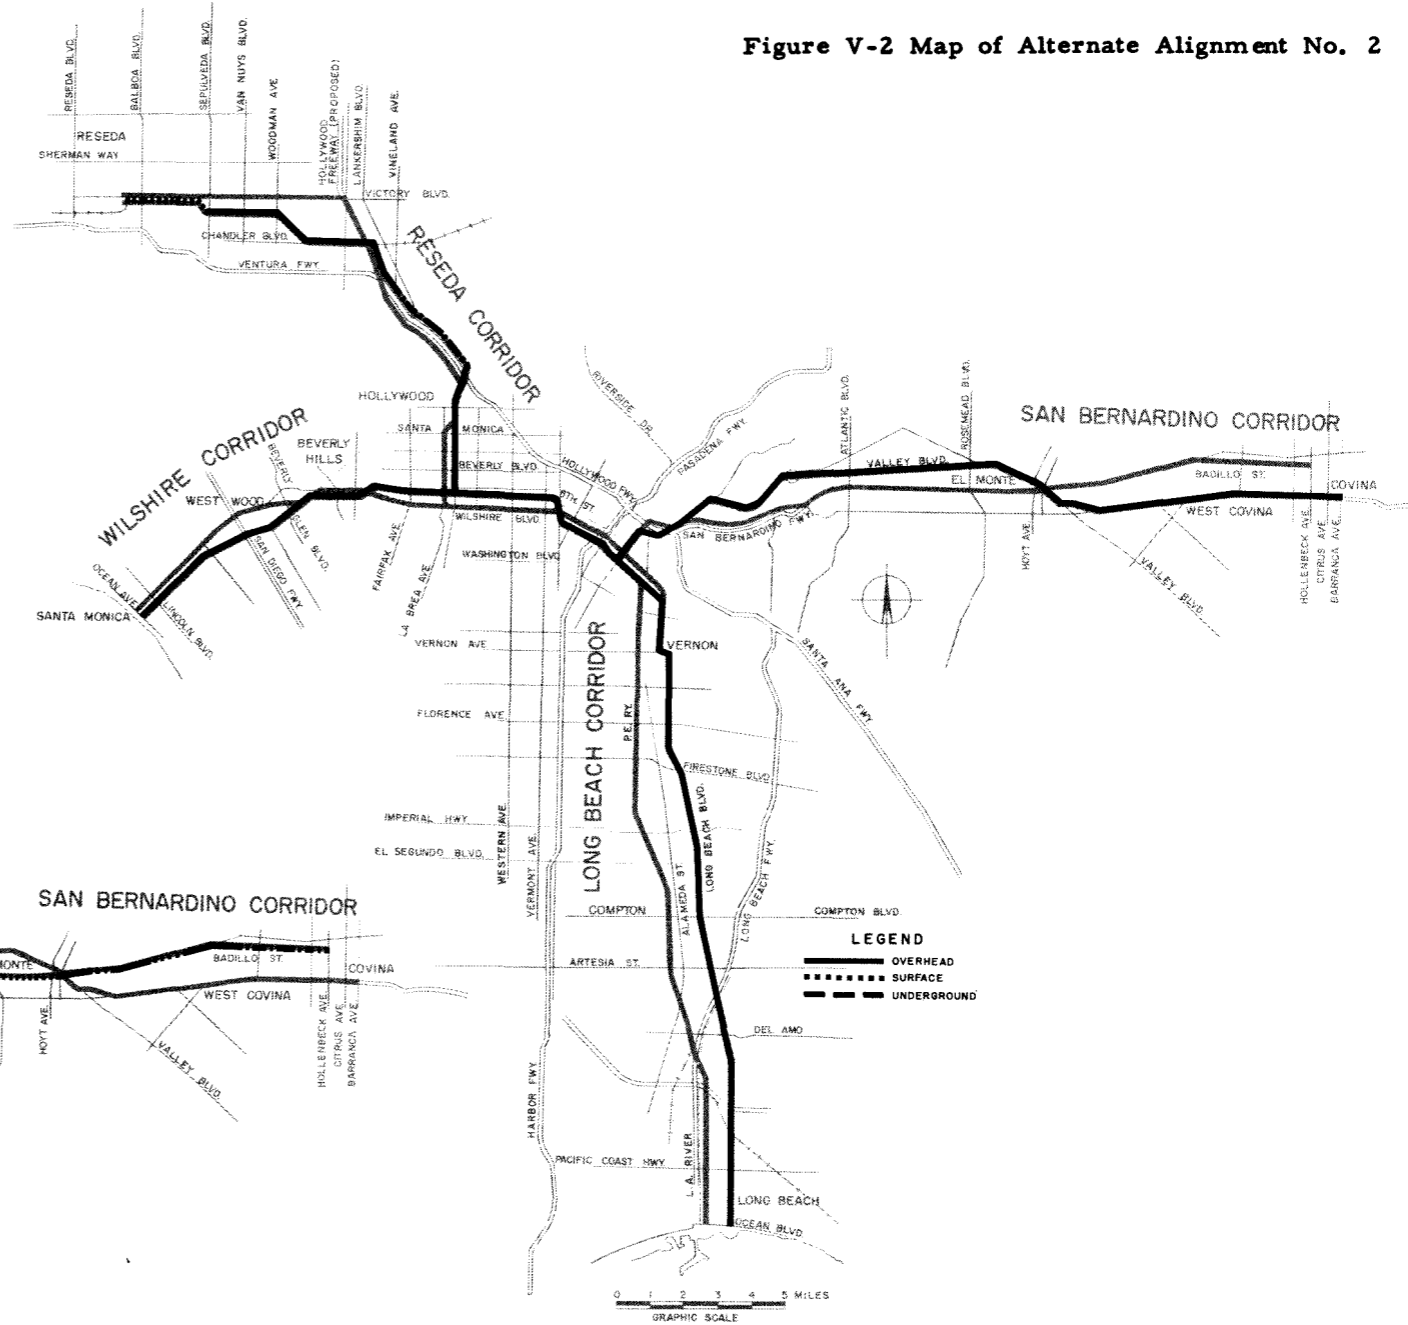 Figure V-2 Map of Alternate Alignment No. 2
RESEDA BLVD.
BALBOA BLVD.
SEPULVEDA BLVD.
VAN NUYS BLVD.
WOODMAN AVE
HOLLYWOOD
FREEWAY (PROPOSED)
LANKERSHIM BLVD.
VINELAND AVE.
RESEDA
SHERMAN WAY
VICTORY BLVD.
CHANDLER BLVD.
VENTURA FWY.
RESEDA CORRIDOR
HOLLYWOOD
SANTA MONICA
BEVERLY BLVD.
HOLLYWOOD FWY.
8TH ST.
WILSHIRE BLVD
WASHINGTON BLVD
WILSHIRE CORRIDOR
BEVERLY
HILLS
BEVERLY
GLEN BLVD.
WEST WOOD
SAN DIEGO FWY
FAIRFAX AVE
LA BREA AVE
OCEAN AVE
SANTA MONICA
LINCOLN BLVD.
RIVERSIDE DR.
PASADENA FWY.
ATLANTIC BLVD.
ROSEMEAD BLVD.
SAN BERNARDINO CORRIDOR
VALLEY BLVD.
EL MONTE
BADILLO ST.
COVINA
WEST COVINA
SAN BERNARDINO FWY.
HOYT AVE.
VALLEY BLVD.
HOLLENBECK AVE.
CITRUS AVE
BARRANCA AVE.
VERNON AVE
VERNON
SANTA ANA FWY.
FLORENCE AVE.
P.E. RY.
LONG BEACH CORRIDOR
FIRESTONE BLVD
IMPERIAL HWY
EL SEGUNDO BLVD.
WESTERN AVE.
VERMONT AVE.
LONG BEACH BLVD.
ALAMEDA ST.
LONG BEACH FWY.
COMPTON
COMPTON BLVD
ARTESIA ST.
LEGEND
OVERHEAD
SURFACE
UNDERGROUND
SAN BERNARDINO CORRIDOR
MONTE
BADILLO ST.
COVINA
WEST COVINA
HOYT AVE.
VALLEY BLVD.
HOLLENBECK AVE.
CITRUS AVE
BARRANCA AVE.
DEL AMO
HARBOR FWY
PACIFIC COAST HWY
L.A. RIVER
LONG BEACH
OCEAN BLVD
0 1 2 3 4 5 MILES
GRAPHIC SCALE